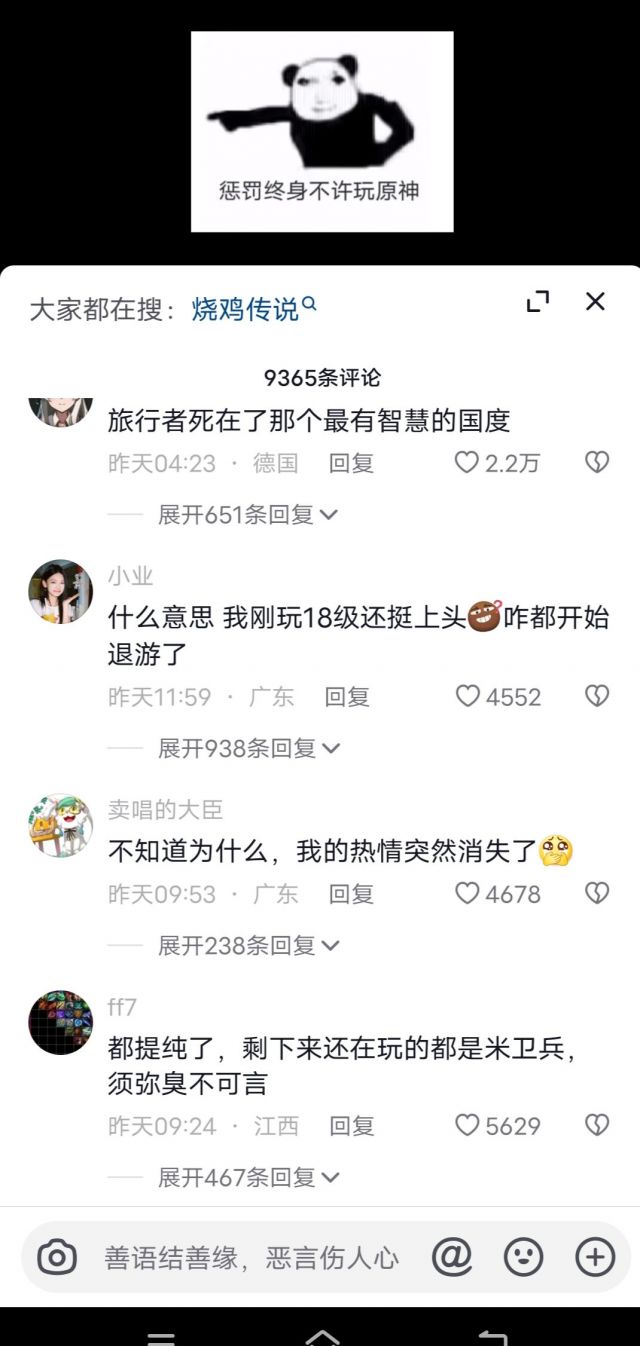 惩罚终身不许玩原神
大家都在搜：烧鸡传说
9365条评论
旅行者死在了那个最有智慧的国度
昨天04:23 · 德国 回复 2.2万
展开651条回复
小业
什么意思 我刚玩18级还挺上头咋都开始
退游了
昨天11:59 · 广东 回复 4552
展开938条回复
卖唱的大臣
不知道为什么，我的热情突然消失了
昨天09:53 · 广东 回复 4678
展开238条回复
ff7
都提纯了，剩下来还在玩的都是米卫兵，
须弥臭不可言
昨天09:24 · 江西 回复 5629
展开467条回复
善语结善缘，恶言伤人心 @